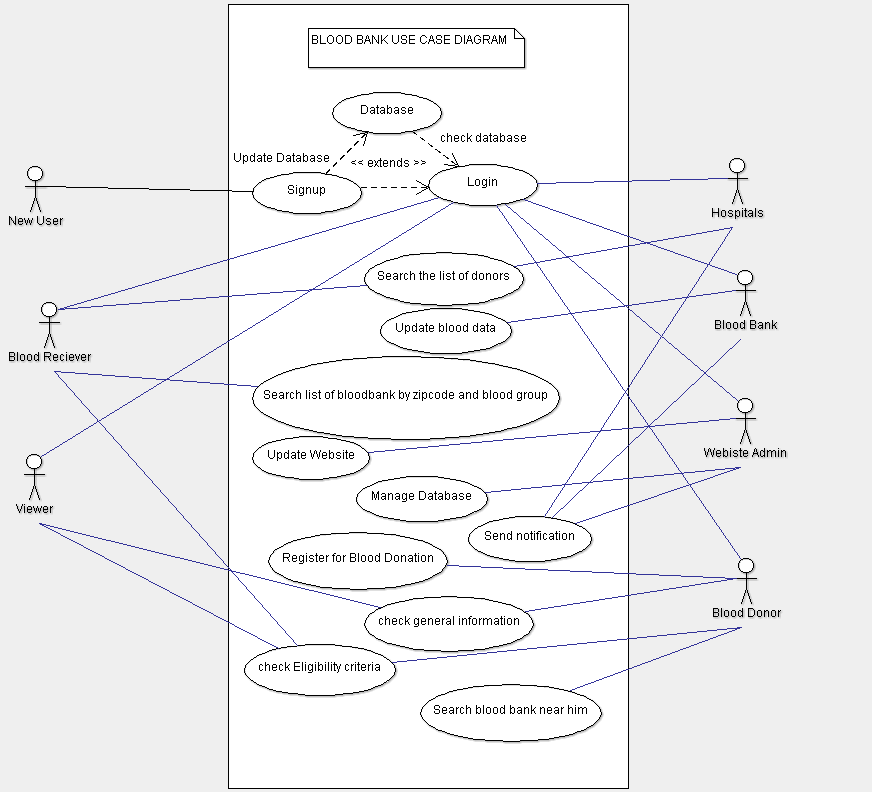 BLOOD BANK USE CASE DIAGRAM
Database
check database
Update Database
<< extends >>
Signup
Login
New User
Hospitals
Search the list of donors
Blood Bank
Update blood data
Blood Reciever
Search list of bloodbank by zipcode and blood group
Update Website
Webiste Admin
Manage Database
Viewer
Send notification
Register for Blood Donation
Blood Donor
check general information
check Eligibility criteria
Search blood bank near him